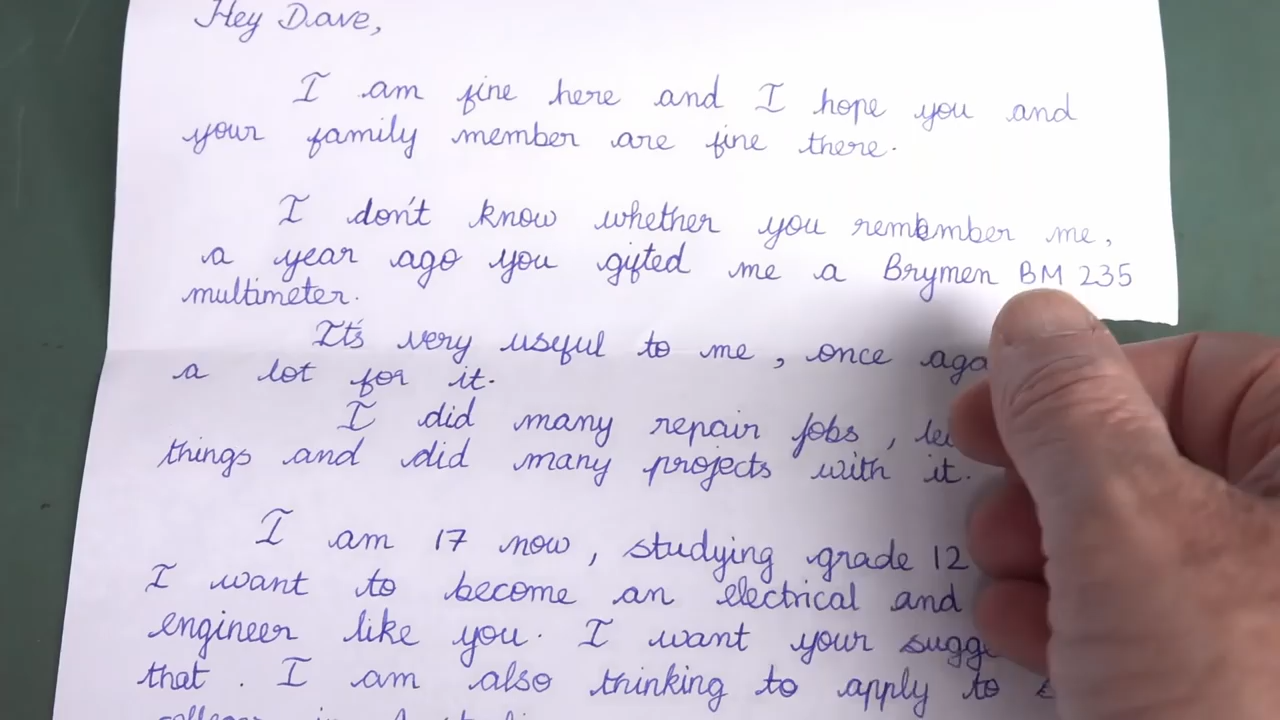 Hey Dave,
I am fine here and I hope you and
your family member are fine there.
I don't know whether you remember me,
a year ago you gifted me a Brymen BM 235
multimeter.
It's very useful to me, once
a lot for it.
I did many repair jobs,
things and did many projects with it.
I am 17 now, studying grade 12
I want to become an electrical and
engineer like you. I want your
that. I am also thinking to apply to